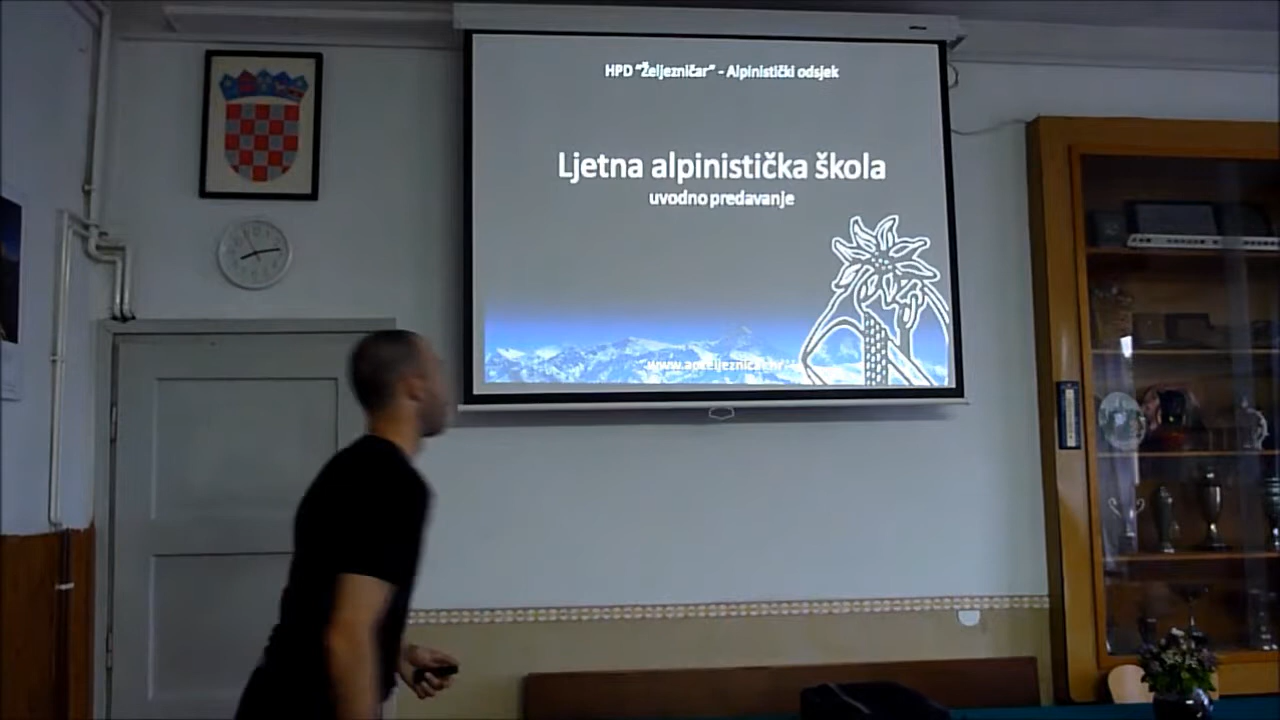 HPD "Željezničar" - Alpinistički odsjek
Ljetna alpinistička škola
uvodno predavanje